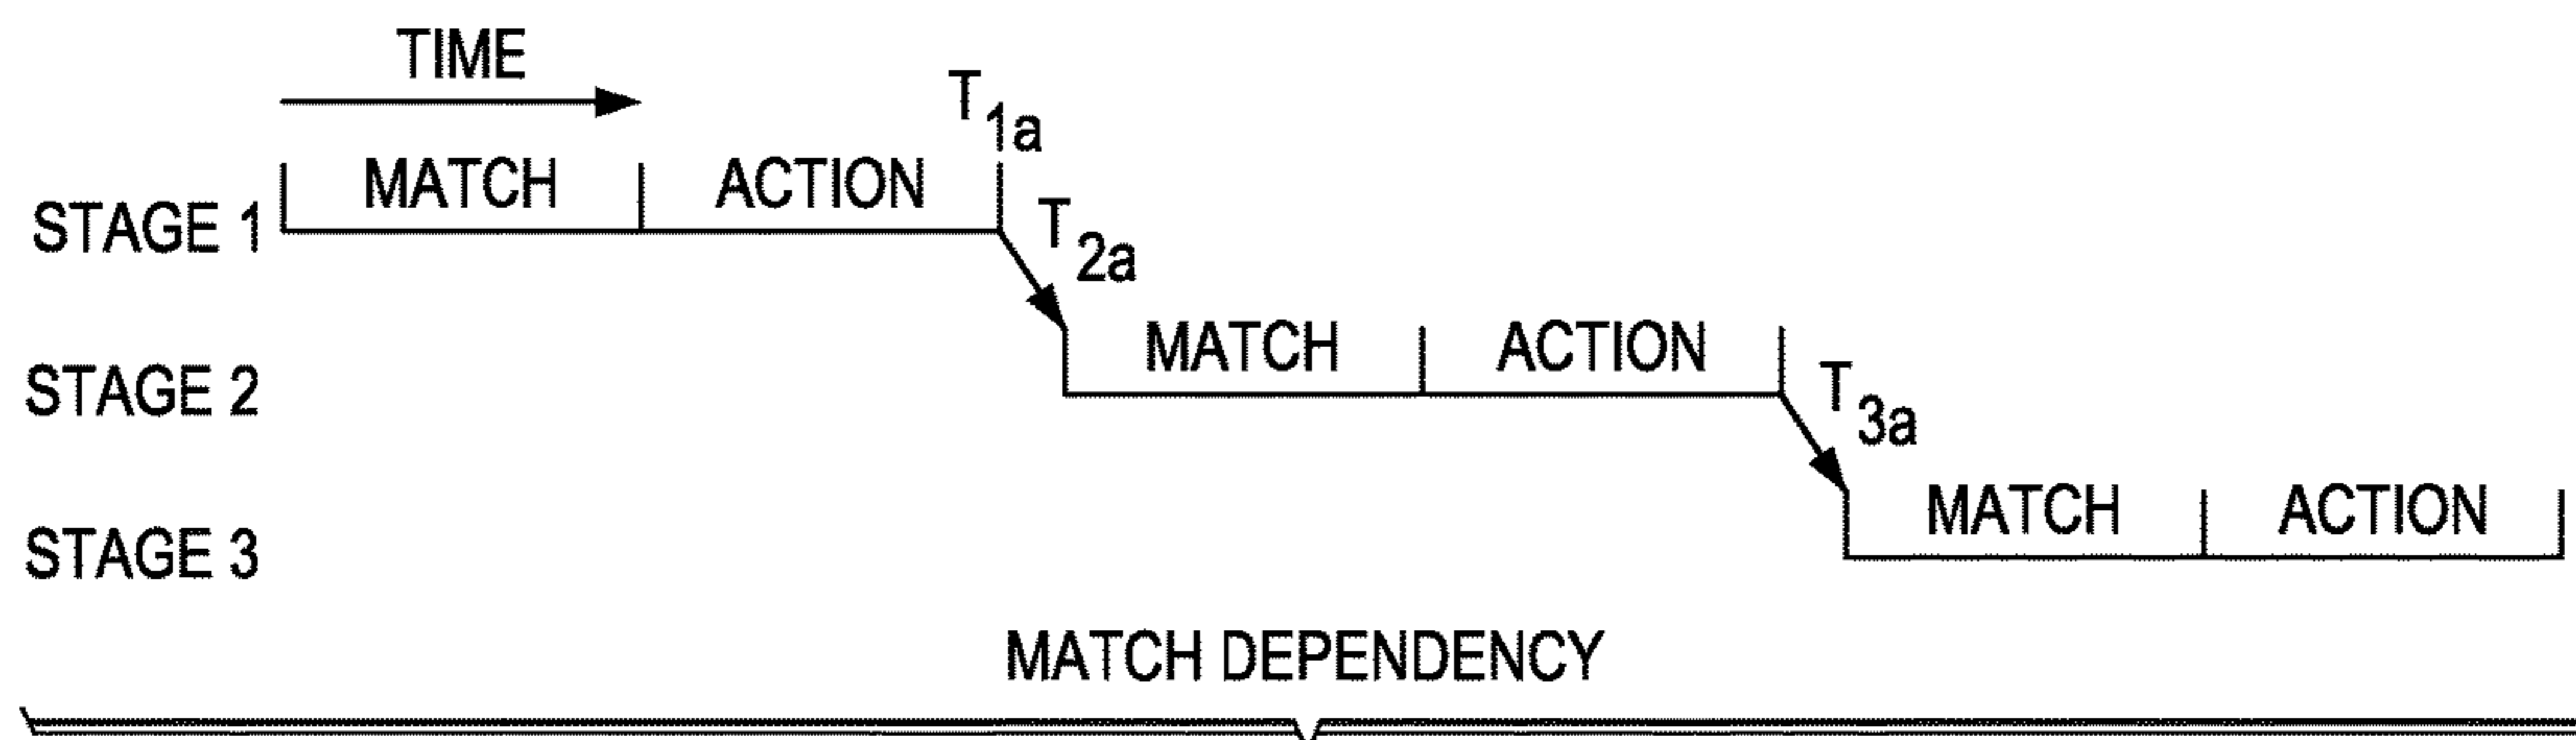 TIME
T1a
STAGE 1 MATCH ACTION
T2a
STAGE 2 MATCH ACTION
T3a
STAGE 3 MATCH ACTION
MATCH DEPENDENCY